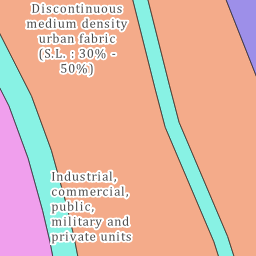 Discontinuous
medium density
urban fabric
(S.L. : 30% -
50%)
Industrial,
commercial,
public,
military and
private units